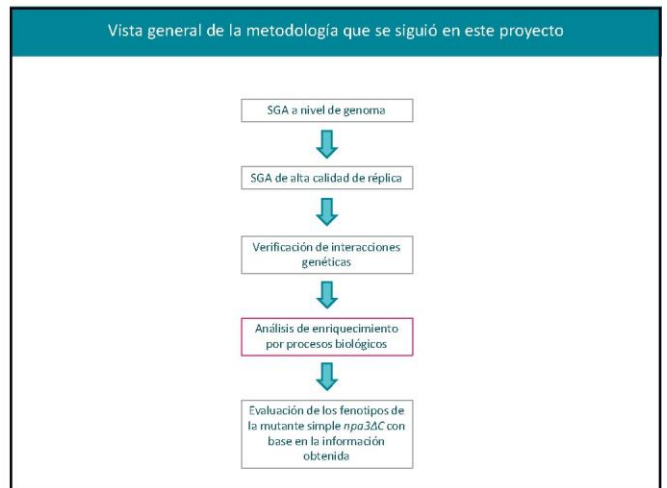 Vista general de la metodología que se siguió en este proyecto
SGA a nivel de genoma
SGA de alta calidad de réplica
Verificación de interacciones
genéticas
Análisis de enriquecimiento
por procesos biológicos
Evaluación de los fenotipos de
la mutante simple npa3ΔC con
base en la información
obtenida